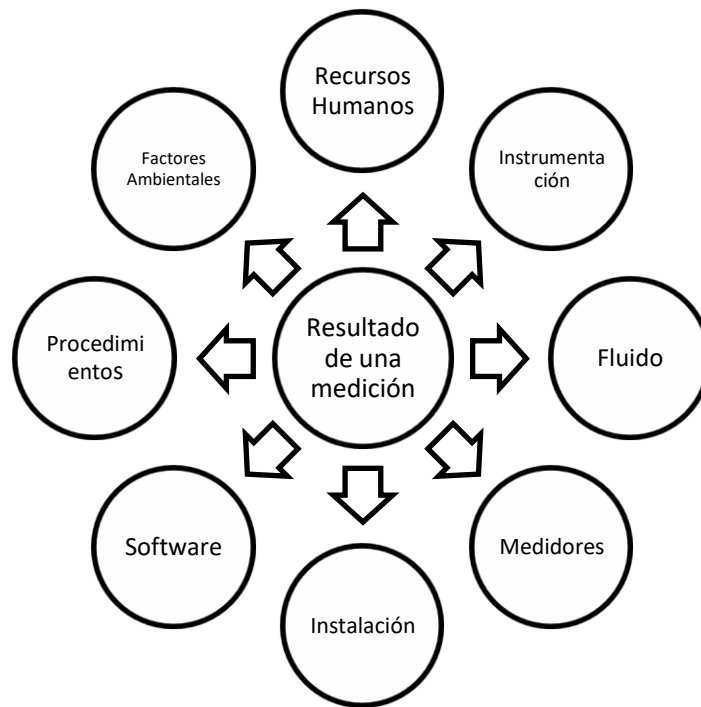 Recursos
Humanos
Factores
Ambientales
Instrumenta
ción
Procedimi
entos
Resultado
de una
medición
Fluido
Software
Medidores
Instalación